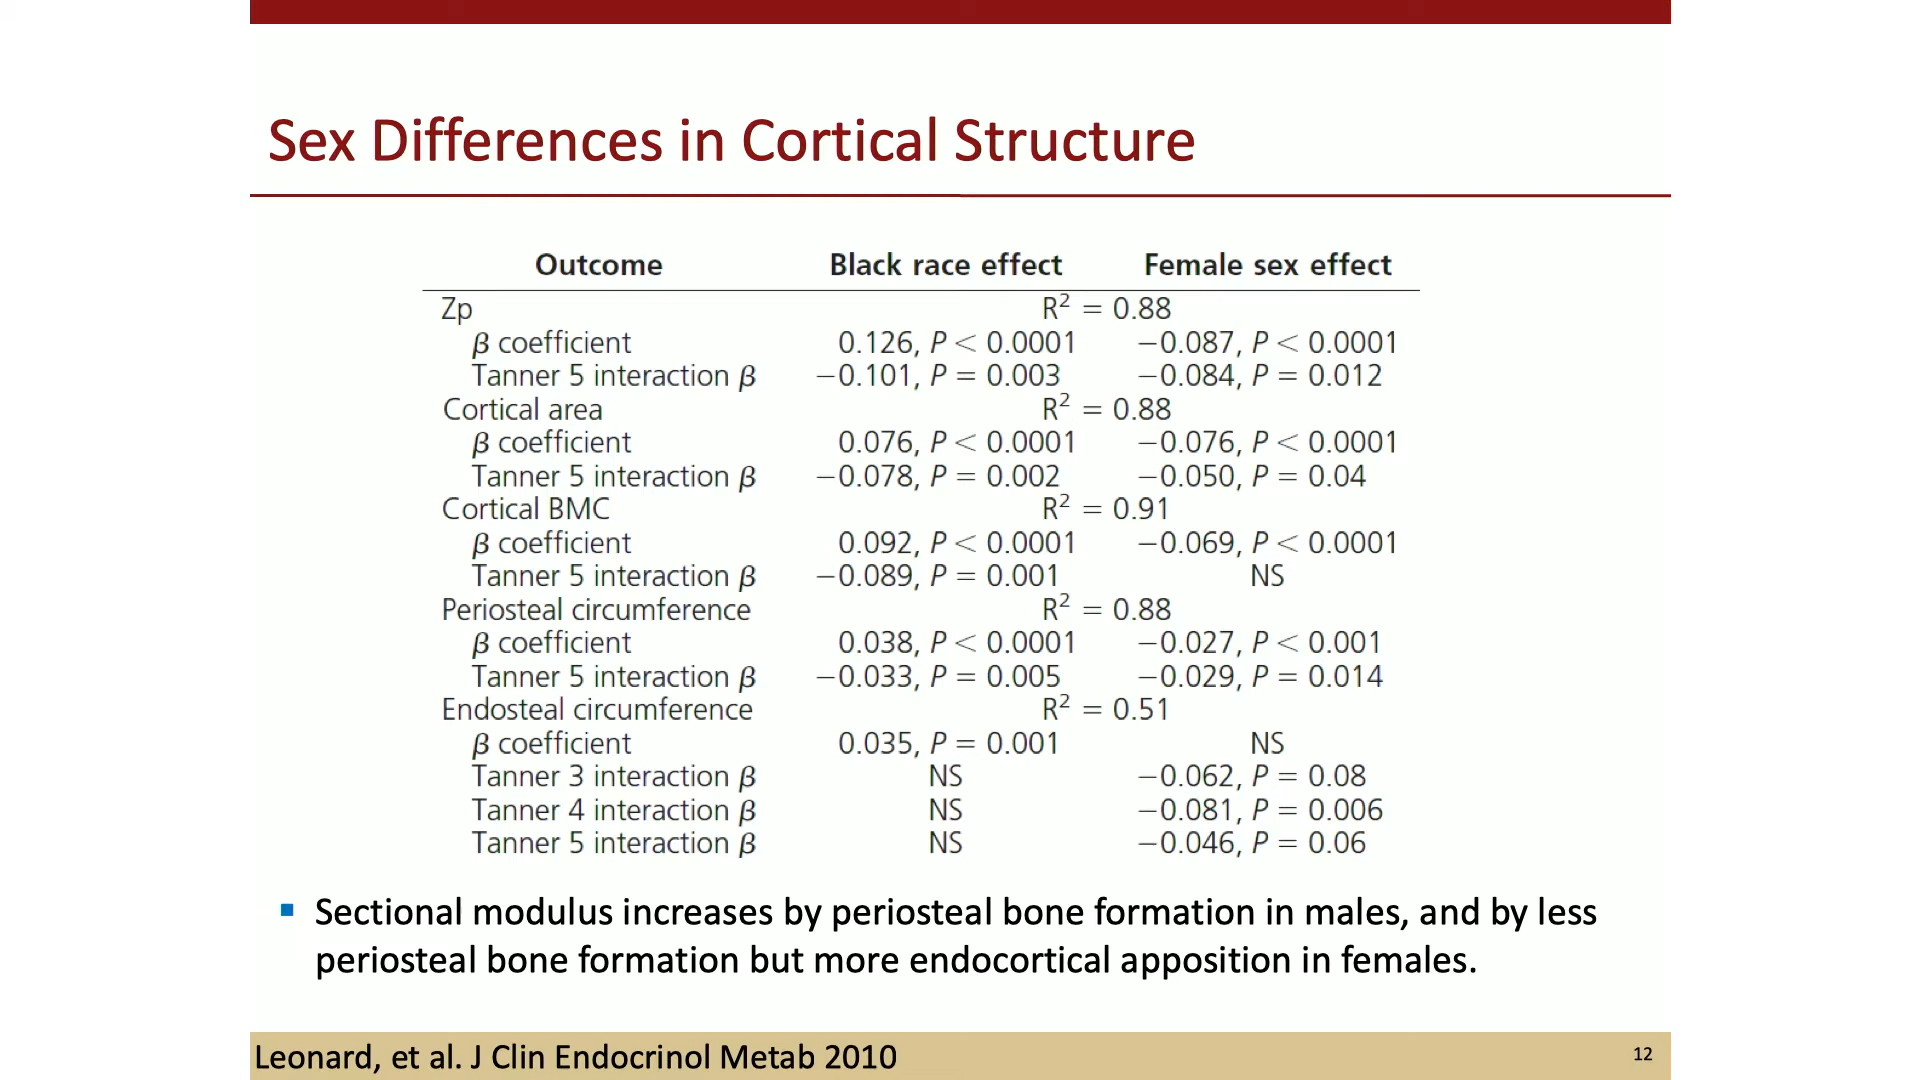 Sex Differences in Cortical Structure
Outcome Black race effect Female sex effect
Zp R² = 0.88
β coefficient 0.126, P < 0.0001 −0.087, P < 0.0001
Tanner 5 interaction β −0.101, P = 0.003 −0.084, P = 0.012
Cortical area R² = 0.88
β coefficient 0.076, P < 0.0001 −0.076, P < 0.0001
Tanner 5 interaction β −0.078, P = 0.002 −0.050, P = 0.04
Cortical BMC R² = 0.91
β coefficient 0.092, P < 0.0001 −0.069, P < 0.0001
Tanner 5 interaction β −0.089, P = 0.001 NS
Periosteal circumference R² = 0.88
β coefficient 0.038, P < 0.0001 −0.027, P < 0.001
Tanner 5 interaction β −0.033, P = 0.005 −0.029, P = 0.014
Endosteal circumference R² = 0.51
β coefficient 0.035, P = 0.001 NS
Tanner 3 interaction β NS −0.062, P = 0.08
Tanner 4 interaction β NS −0.081, P = 0.006
Tanner 5 interaction β NS −0.046, P = 0.06
▪ Sectional modulus increases by periosteal bone formation in males, and by less
periosteal bone formation but more endocortical apposition in females.
Leonard, et al. J Clin Endocrinol Metab 2010
12